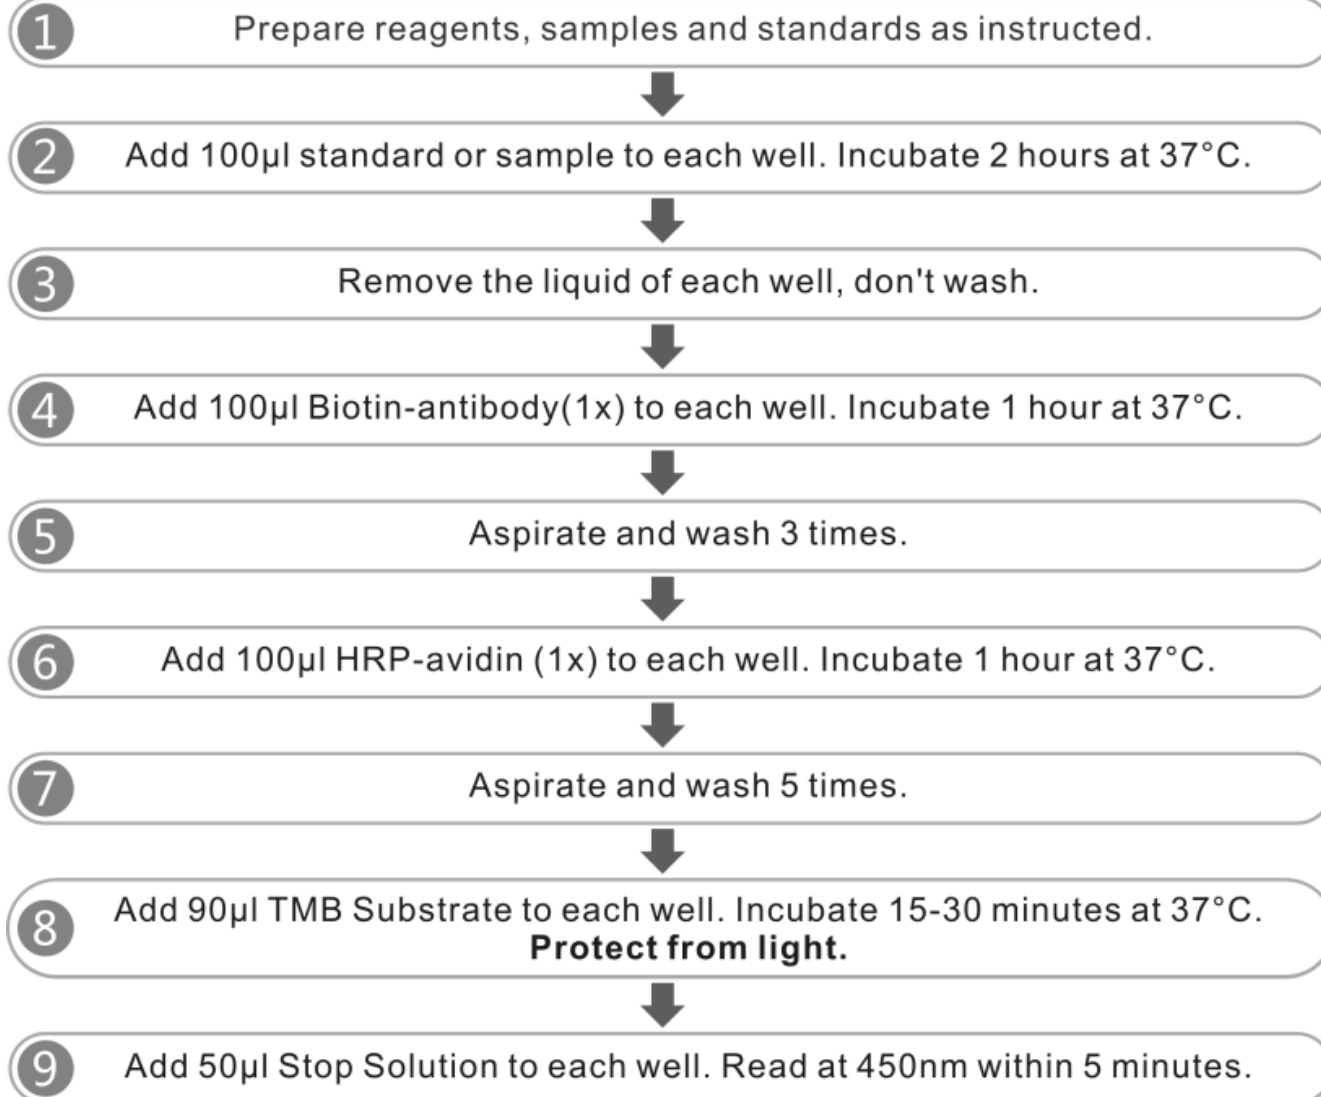 1 Prepare reagents, samples and standards as instructed.
2 Add 100µl standard or sample to each well. Incubate 2 hours at 37°C.
3 Remove the liquid of each well, don't wash.
4 Add 100µl Biotin-antibody(1x) to each well. Incubate 1 hour at 37°C.
5 Aspirate and wash 3 times.
6 Add 100µl HRP-avidin (1x) to each well. Incubate 1 hour at 37°C.
7 Aspirate and wash 5 times.
8 Add 90µl TMB Substrate to each well. Incubate 15-30 minutes at 37°C.
Protect from light.
9 Add 50µl Stop Solution to each well. Read at 450nm within 5 minutes.